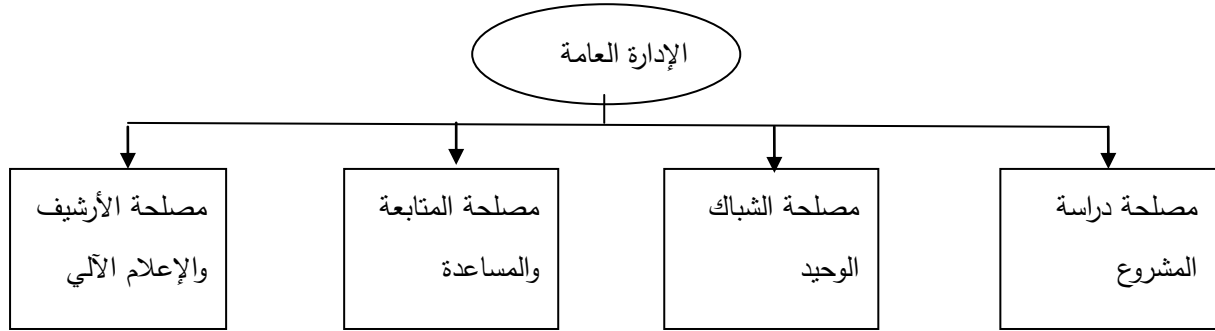 الإدارة العامة
مصلحة دراسة
المشروع
مصلحة الشباك
الوحيد
مصلحة المتابعة
والمساعدة
مصلحة الأرشيف
والإعلام الآلي